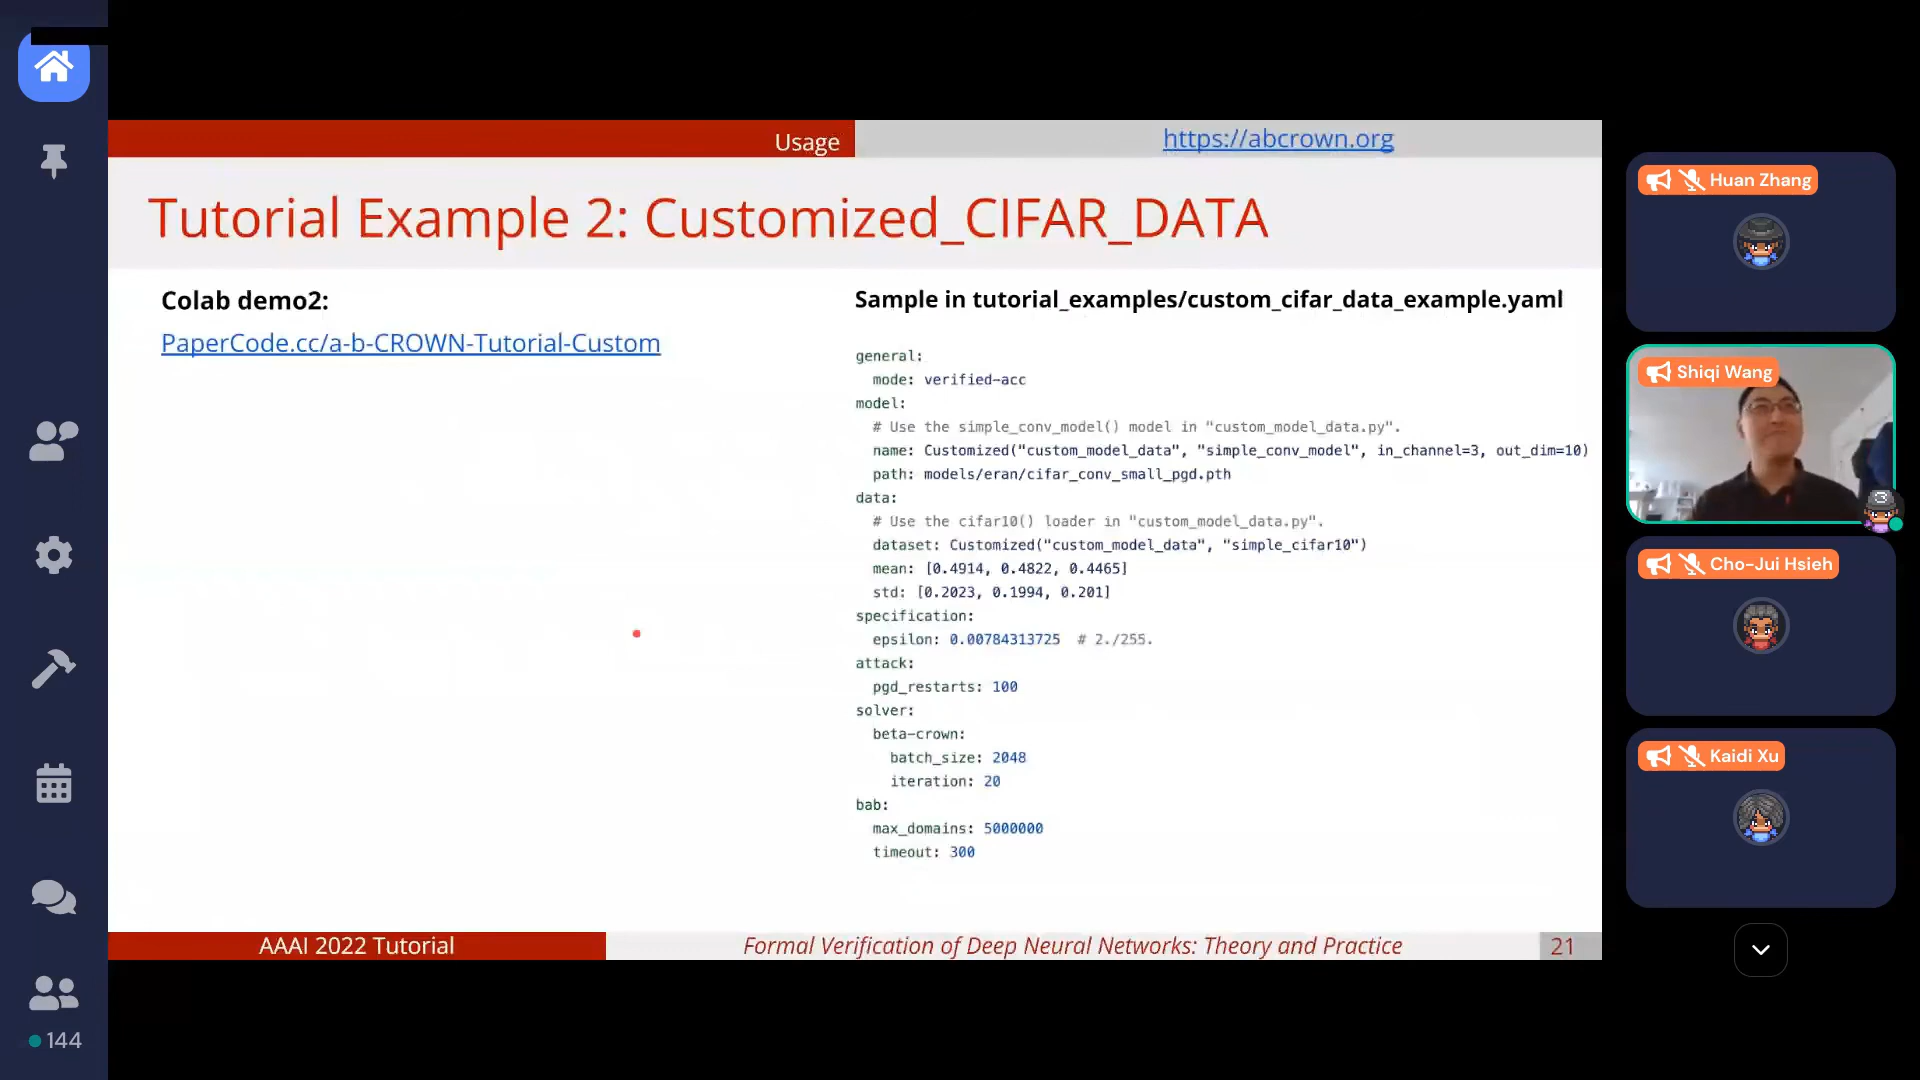 Usage
https://abcrown.org
Tutorial Example 2: Customized_CIFAR_DATA
Colab demo2:
PaperCode.cc/a-b-CROWN-Tutorial-Custom
Sample in tutorial_examples/custom_cifar_data_example.yaml
general:
mode: verified-acc
model:
# Use the simple_conv_model() model in "custom_model_data.py".
name: Customized("custom_model_data", "simple_conv_model", in_channel=3, out_dim=10)
path: models/eran/cifar_conv_small_pgd.pth
data:
# Use the cifar10() loader in "custom_model_data.py".
dataset: Customized("custom_model_data", "simple_cifar10")
mean: [0.4914, 0.4822, 0.4465]
std: [0.2023, 0.1994, 0.201]
specification:
epsilon: 0.00784313725  # 2./255.
attack:
pgd_restarts: 100
solver:
beta-crown:
batch_size: 2048
iteration: 20
bab:
max_domains: 5000000
timeout: 300
AAAI 2022 Tutorial
Formal Verification of Deep Neural Networks: Theory and Practice
21
Huan Zhang
Shiqi Wang
Cho-Jui Hsieh
Kaidi Xu
144